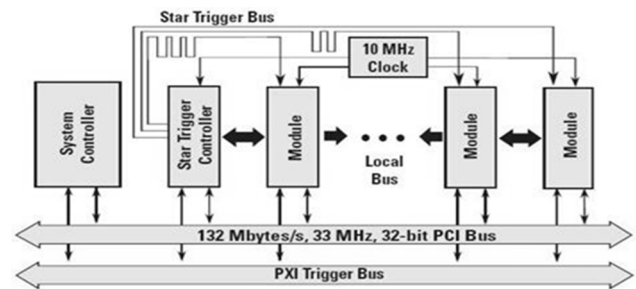 Star Trigger Bus
10 MHz
Clock
System
Controller
Star Trigger
Controller
Module
Local
Bus
Module
Module
132 Mbytes/s, 33 MHz, 32-bit PCI Bus
PXI Trigger Bus